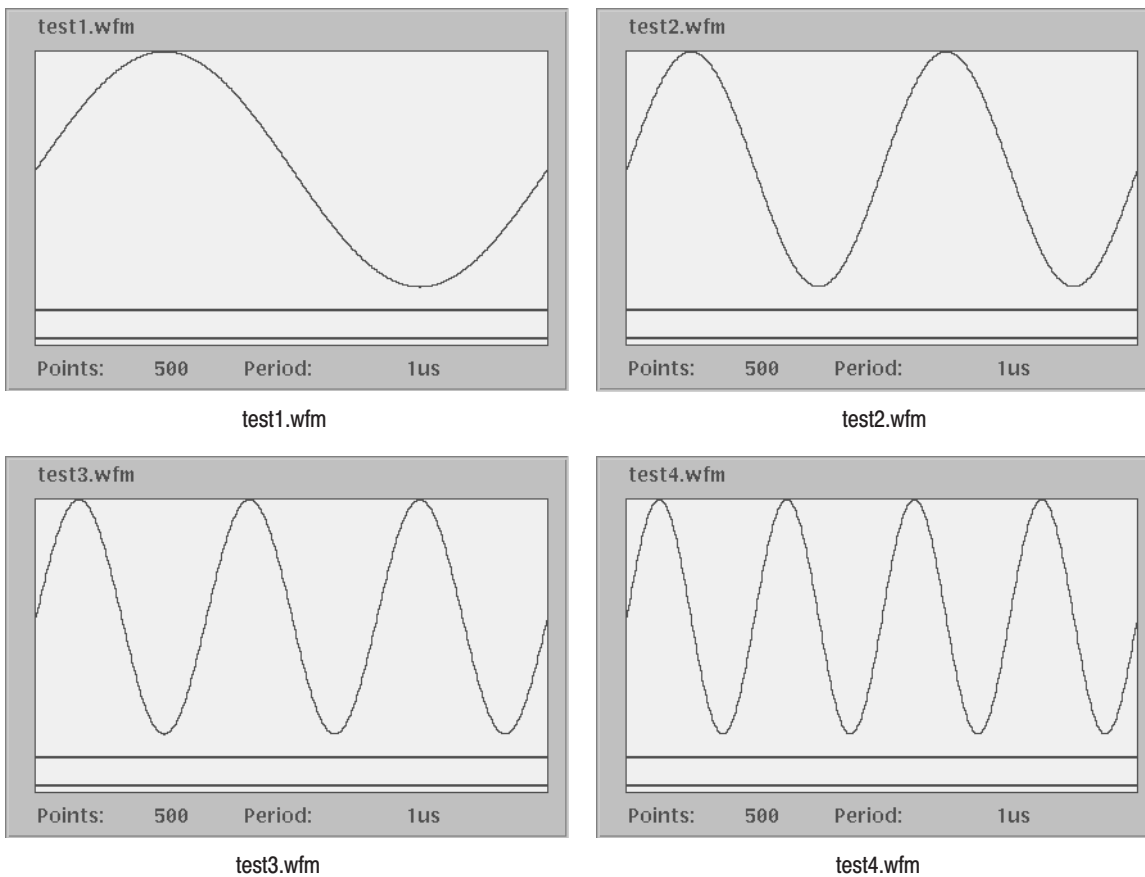 test1.wfm
Points: 500 Period: 1us
test1.wfm
test2.wfm
Points: 500 Period: 1us
test2.wfm
test3.wfm
Points: 500 Period: 1us
test3.wfm
test4.wfm
Points: 500 Period: 1us
test4.wfm